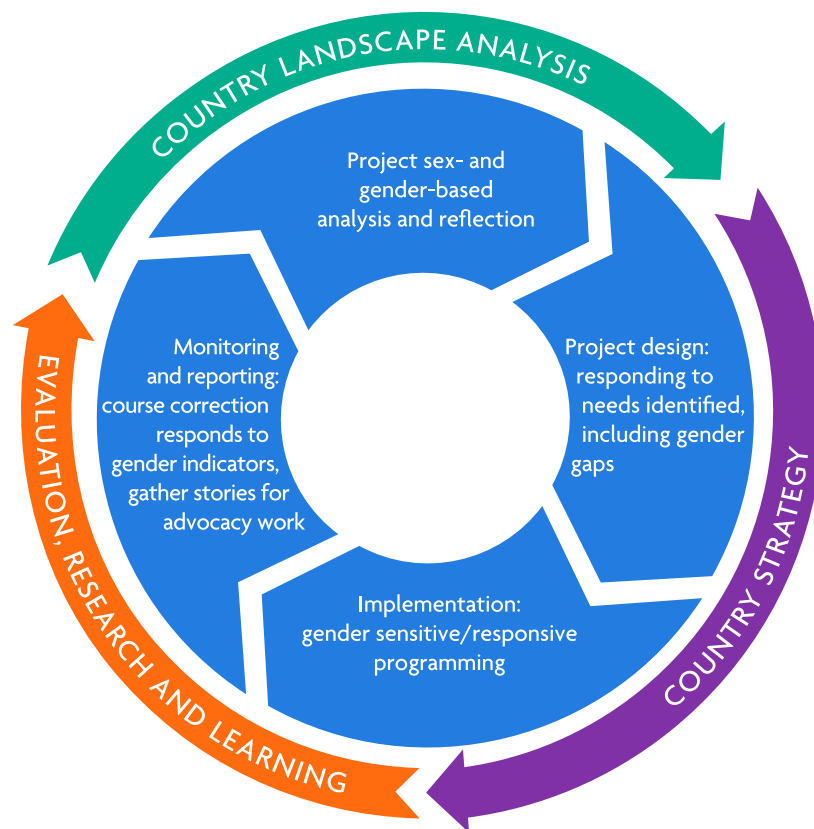 COUNTRY LANDSCAPE ANALYSIS
Project sex- and
gender-based
analysis and reflection
Project design:
responding to
needs identified,
including gender
gaps
COUNTRY STRATEGY
Implementation:
gender sensitive/responsive
programming
Monitoring
and reporting:
course correction
responds to
gender indicators,
gather stories for
advocacy work
EVALUATION, RESEARCH AND LEARNING